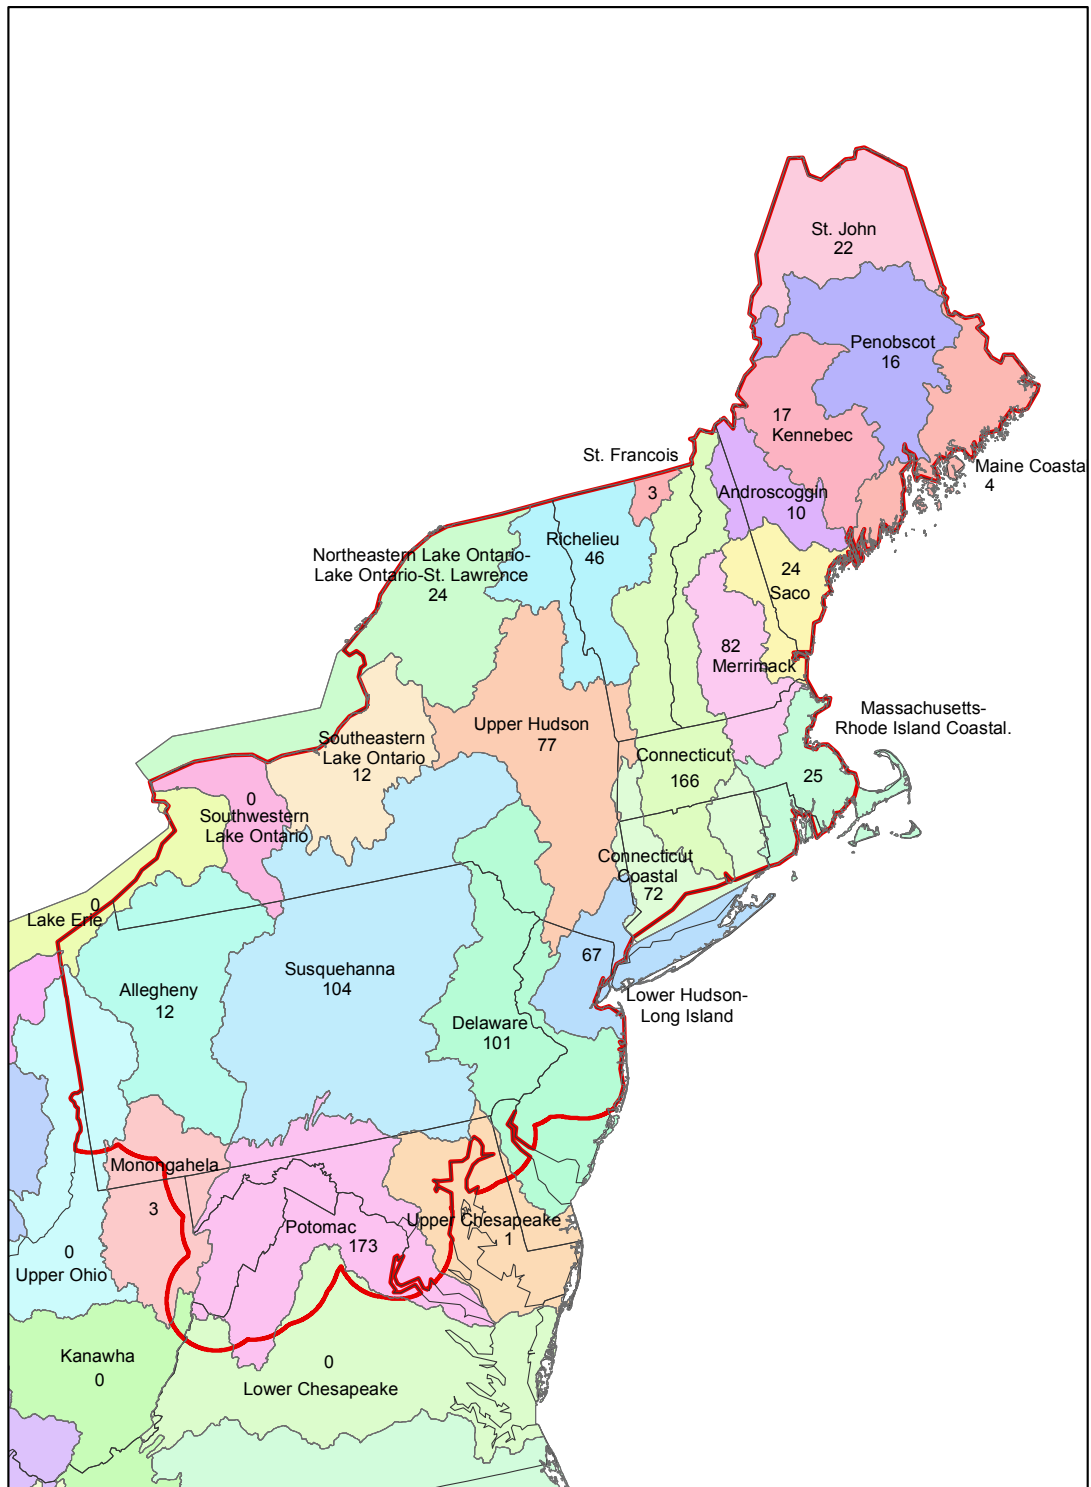 St. John
22
Penobscot
16
17
Kennebec
St. Francois
Maine Coasta
4
3
Androscoggin
10
Richelieu
46
Northeastern Lake Ontario-
Lake Ontario-St. Lawrence
24
24
Saco
82
Merrimack
Massachusetts-
Rhode Island Coastal.
Upper Hudson
77
Southeastern
Lake Ontario
12
Connecticut
166
25
0
Southwestern
Lake Ontario
Connecticut
Coastal
72
0
Lake Erie
67
Susquehanna
104
Allegheny
12
Lower Hudson-
Long Island
Delaware
101
Monongahela
3
Potomac
173
Upper Chesapeake
1
0
Upper Ohio
Kanawha
0
0
Lower Chesapeake